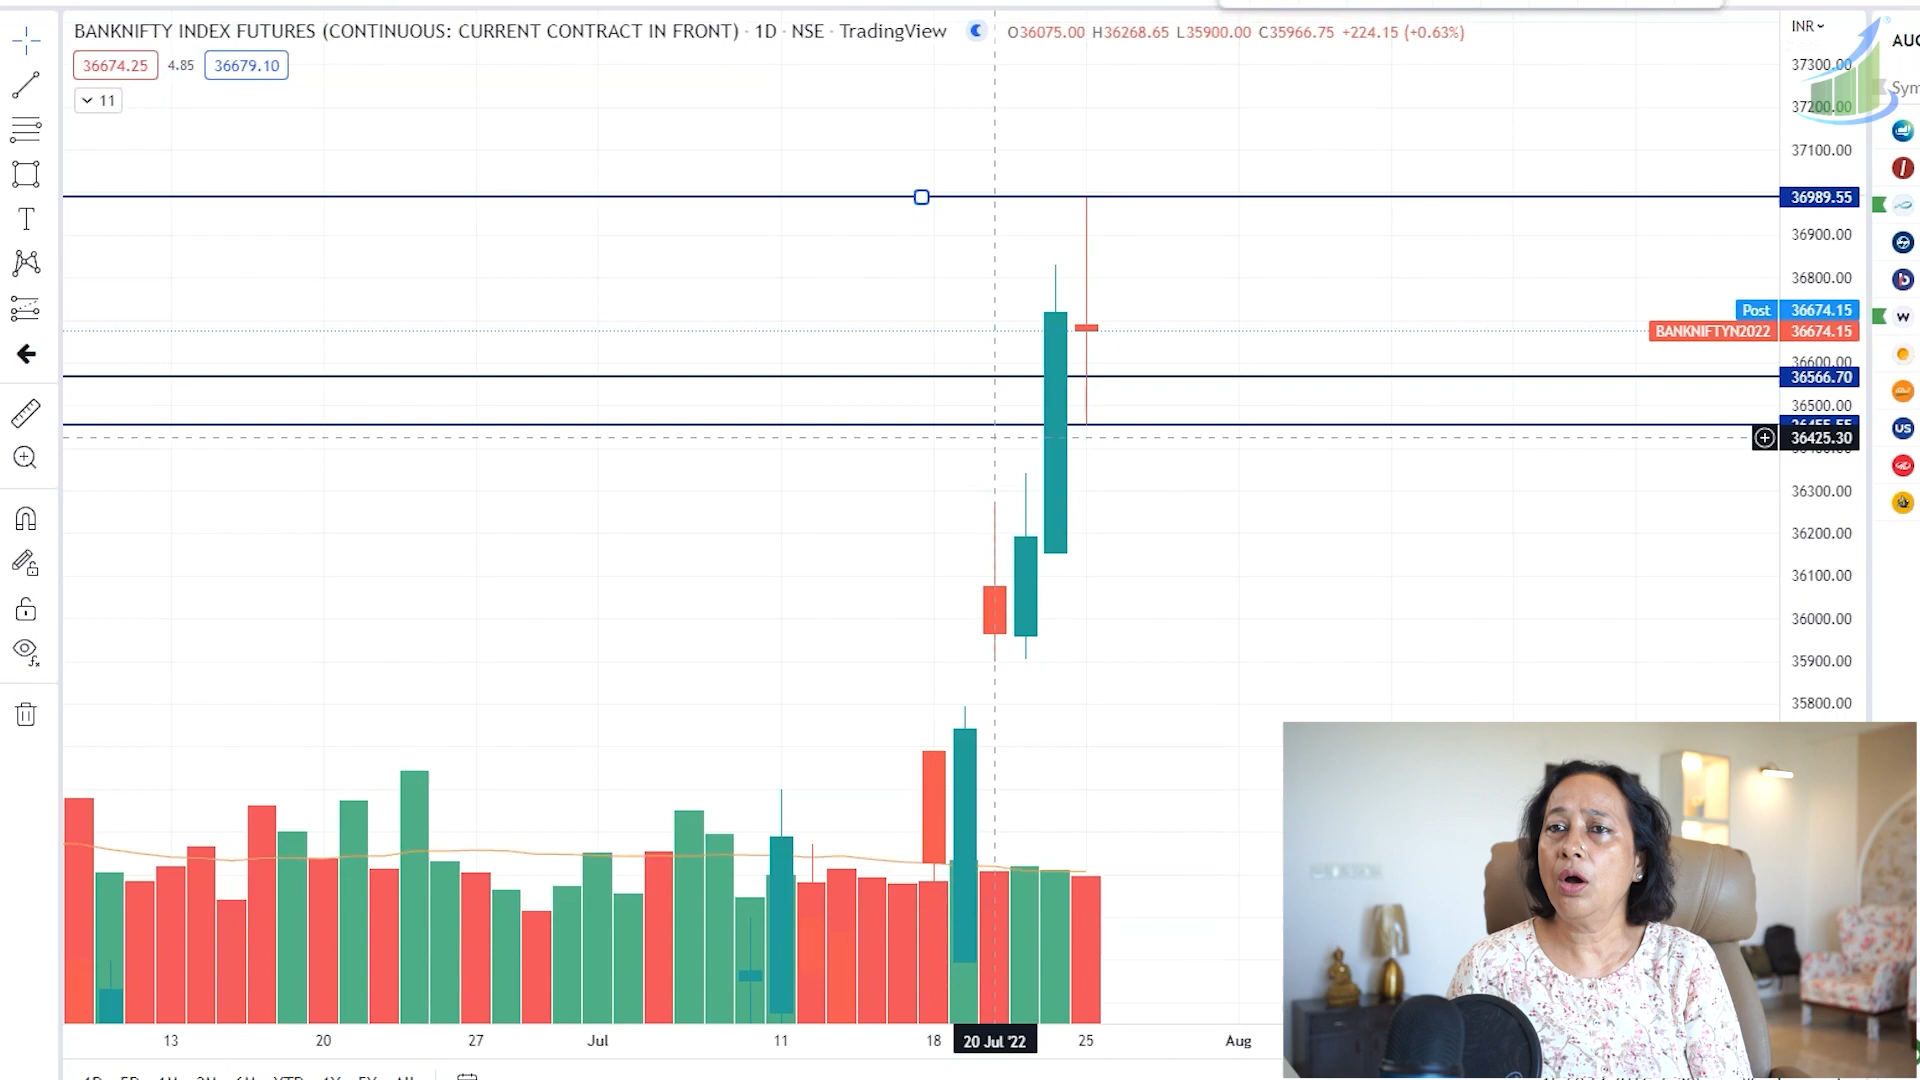 BANKNIFTY INDEX FUTURES (CONTINUOUS: CURRENT CONTRACT IN FRONT) · 1D · NSE · TradingView
O36075.00 H36268.65 L35900.00 C35966.75 +224.15 (+0.63%)
INR
36674.25 4.85 36679.10
11
37300.00
37200.00
37100.00
36989.55
36900.00
36800.00
Post 36674.15
BANKNIFTYN2022 36674.15
36600.00
36566.70
36500.00
36425.30
36300.00
36200.00
36100.00
36000.00
35900.00
35800.00
T
W
US
13 20 27 Jul 11 18 20 Jul '22 25 Aug